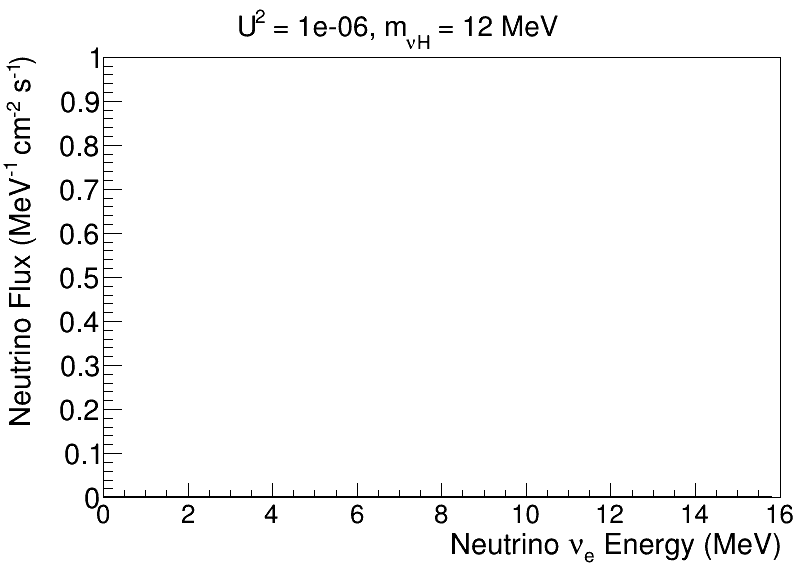 U² = 1e-06, m_νH = 12 MeV
Neutrino Flux (MeV⁻¹ cm⁻² s⁻¹)
1
0.9
0.8
0.7
0.6
0.5
0.4
0.3
0.2
0.1
0
0 2 4 6 8 10 12 14 16
Neutrino ν_e Energy (MeV)